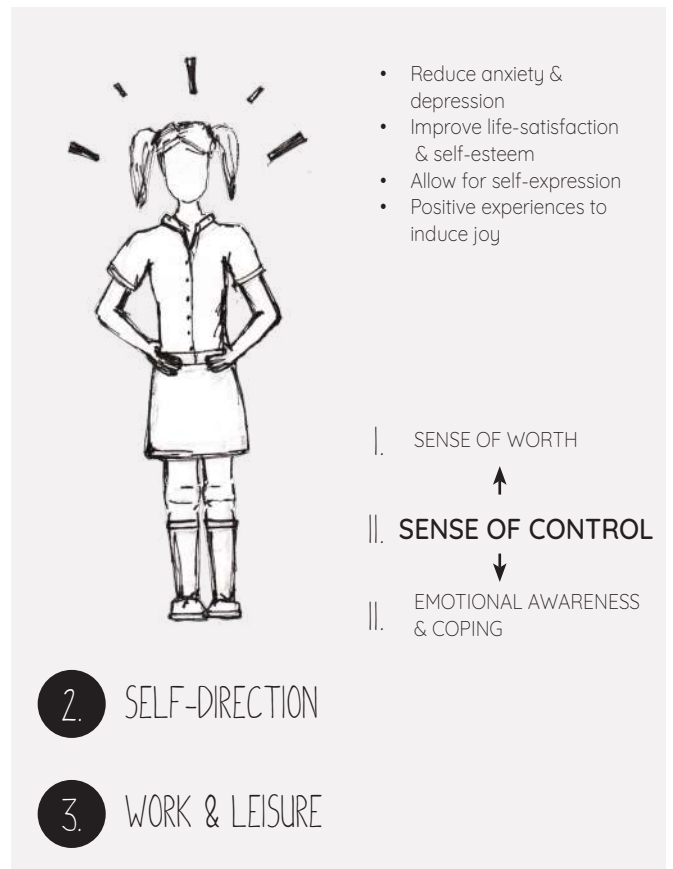 • Reduce anxiety &
depression
• Improve life-satisfaction
& self-esteem
• Allow for self-expression
• Positive experiences to
induce joy
I. SENSE OF WORTH
II. SENSE OF CONTROL
II. EMOTIONAL AWARENESS
& COPING
2. SELF-DIRECTION
3. WORK & LEISURE